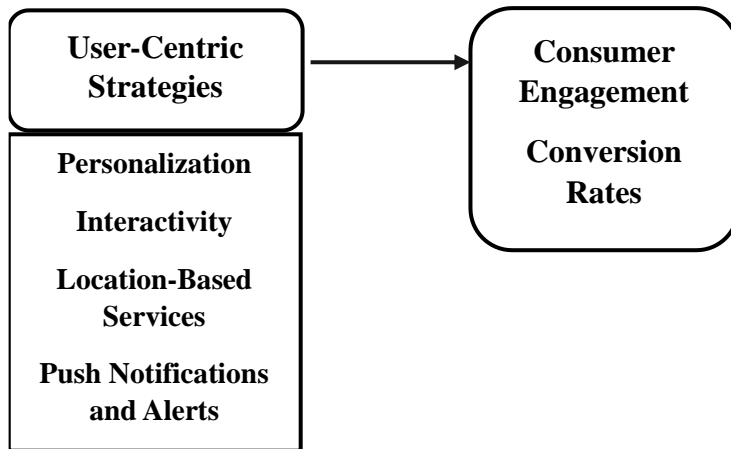 User-Centric
Strategies
Personalization
Interactivity
Location-Based
Services
Push Notifications
and Alerts
Consumer
Engagement
Conversion
Rates